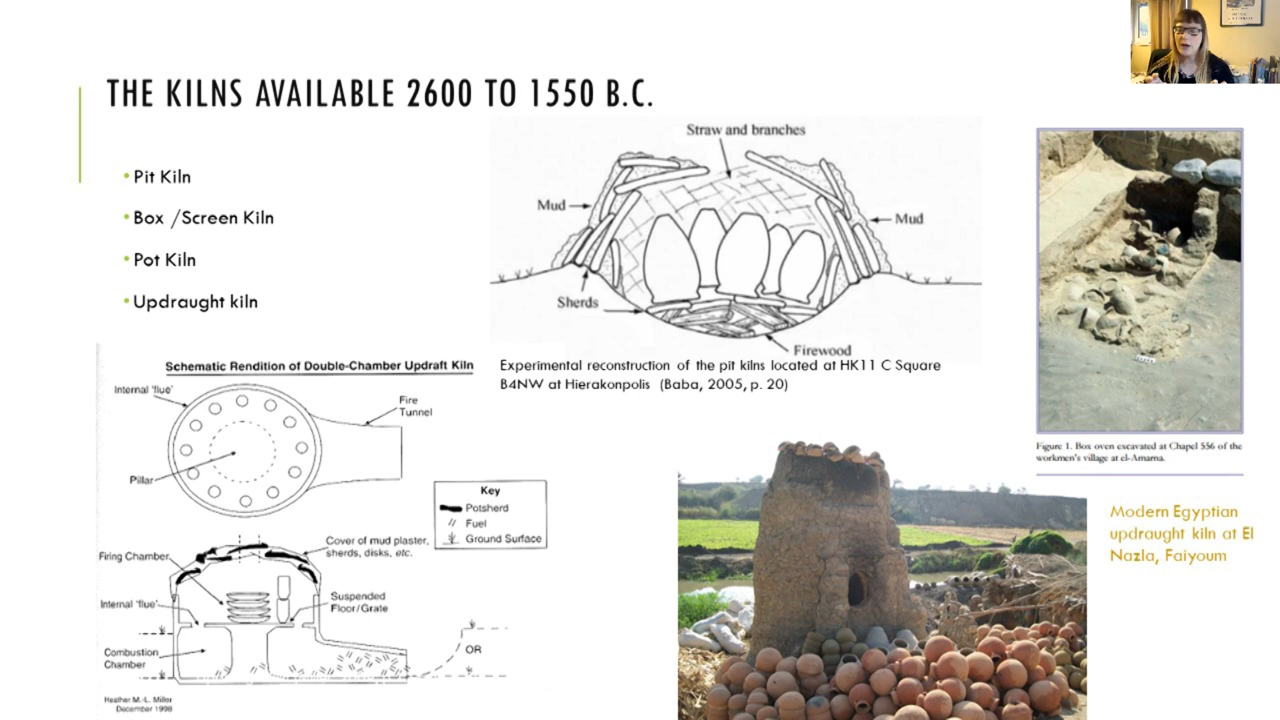 THE KILNS AVAILABLE 2600 TO 1550 B.C.
• Pit Kiln
• Box /Screen Kiln
• Pot Kiln
• Updraught kiln
Straw and branches
Mud
Mud
Sherds
Firewood
Experimental reconstruction of the pit kilns located at HK11 C Square
B4NW at Hierakonpolis (Baba, 2005, p. 20)
Figure 1. Box oven excavated at Chapel 556 of the
workmen's village at el-Amarna.
Schematic Rendition of Double-Chamber Updraft Kiln
Internal 'flue'
Fire
Tunnel
Pillar
Key
Potsherd
Fuel
Ground Surface
Firing Chamber
Cover of mud plaster,
sherds, disks, etc.
Internal 'flue'
Suspended
Floor/Grate
Combustion
Chamber
OR
Heather M.-L. Miller
December 1998
Modern Egyptian
updraught kiln at El
Nazla, Faiyoum